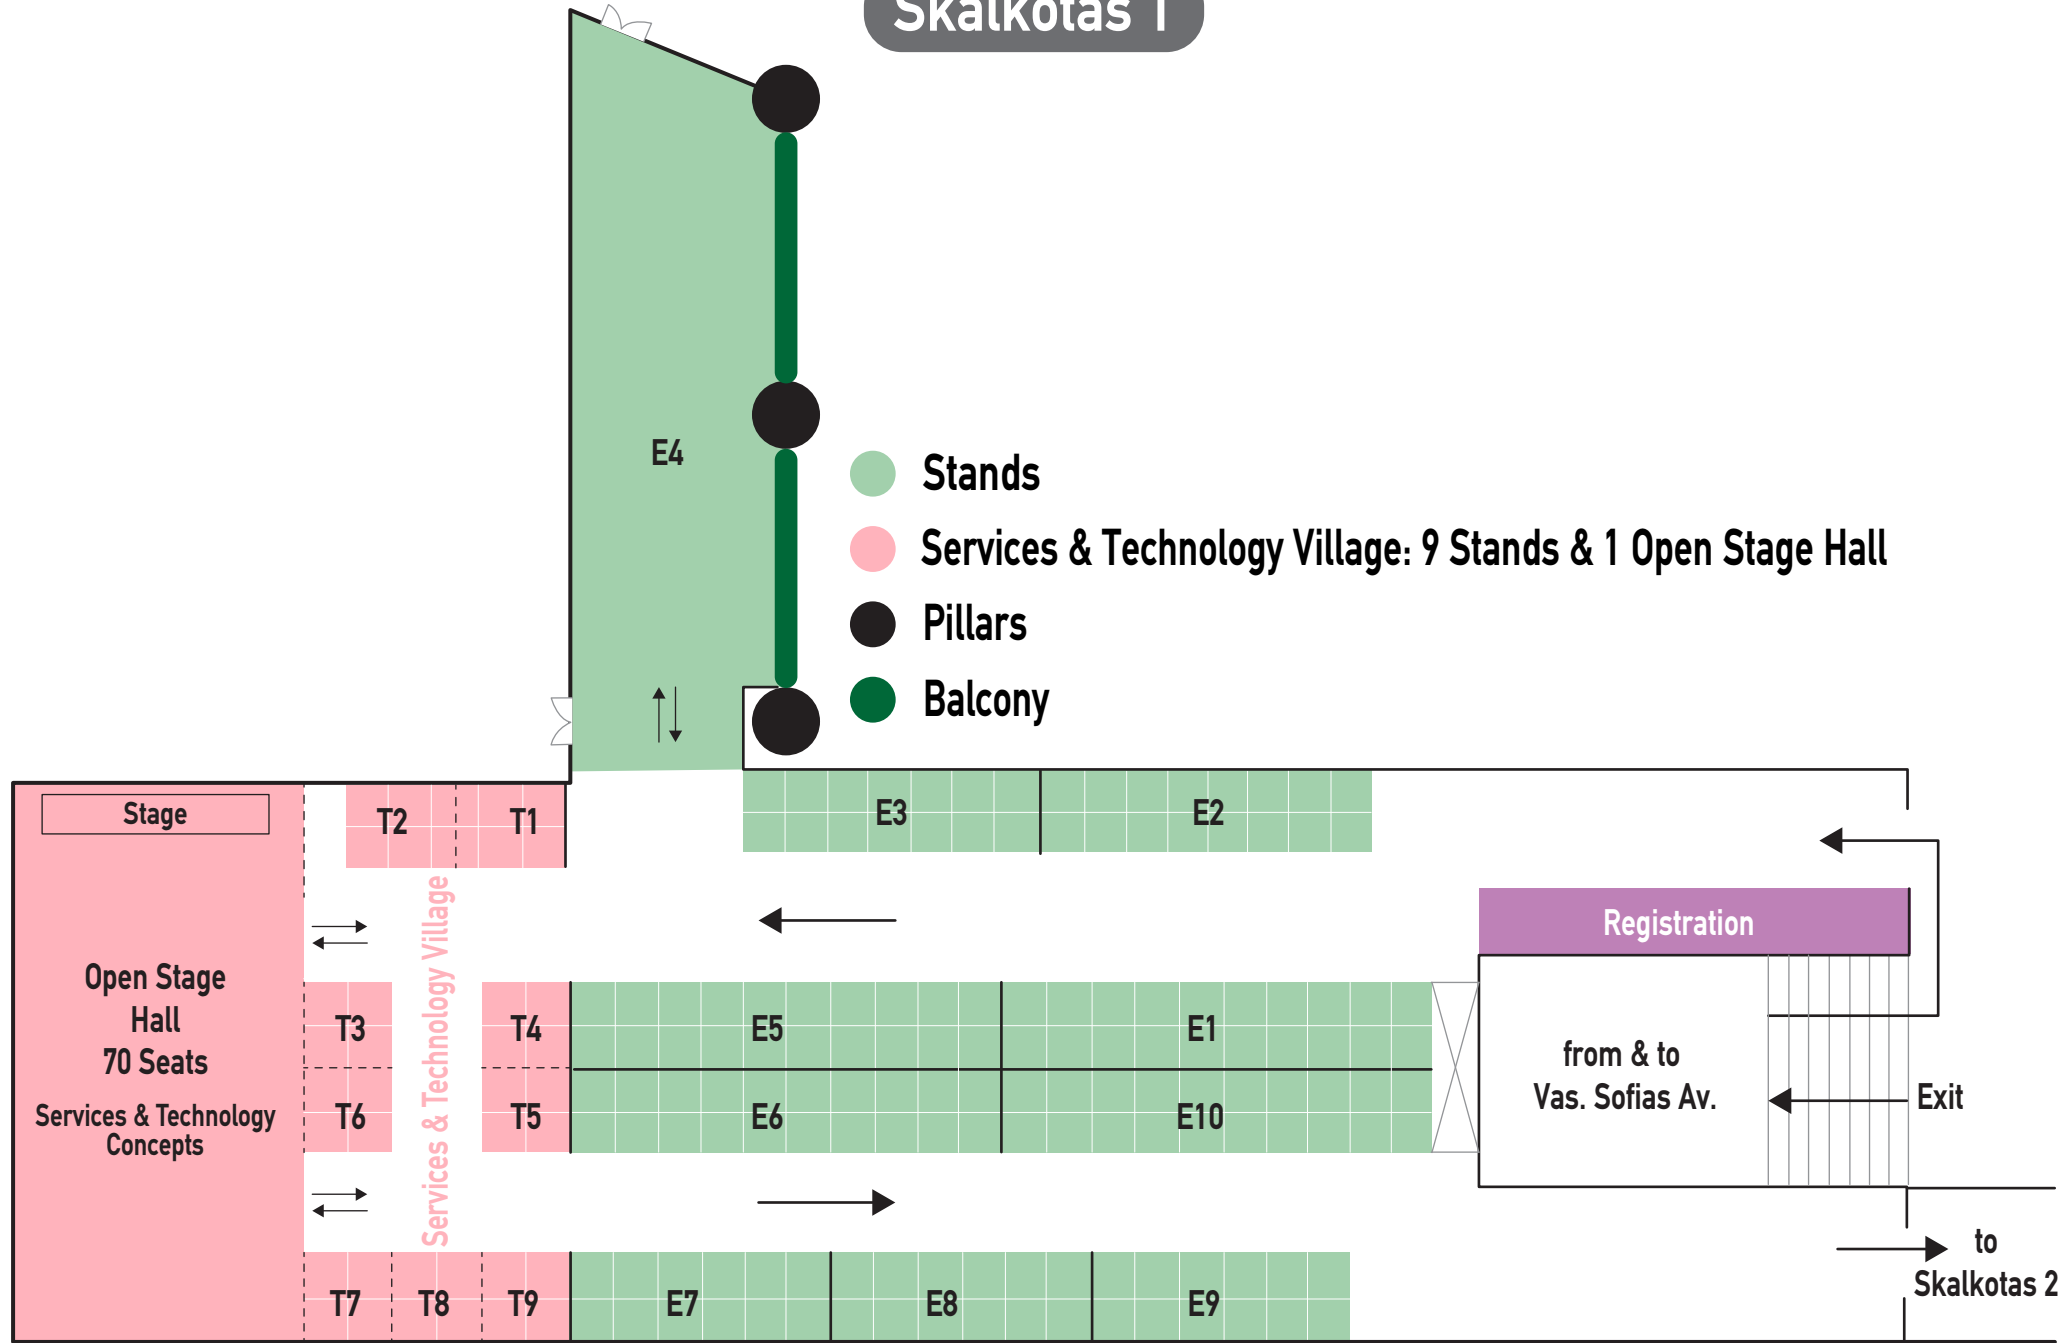 Skalkotas 1
E4
Stands
Services & Technology Village: 9 Stands & 1 Open Stage Hall
Pillars
Balcony
Stage
T2
T1
E3
E2
Registration
Services & Technology Village
Open Stage
Hall
70 Seats
Services & Technology
Concepts
T3
T4
E5
E1
T6
T5
E6
E10
from & to
Vas. Sofias Av.
Exit
to
Skalkotas 2
T7
T8
T9
E7
E8
E9